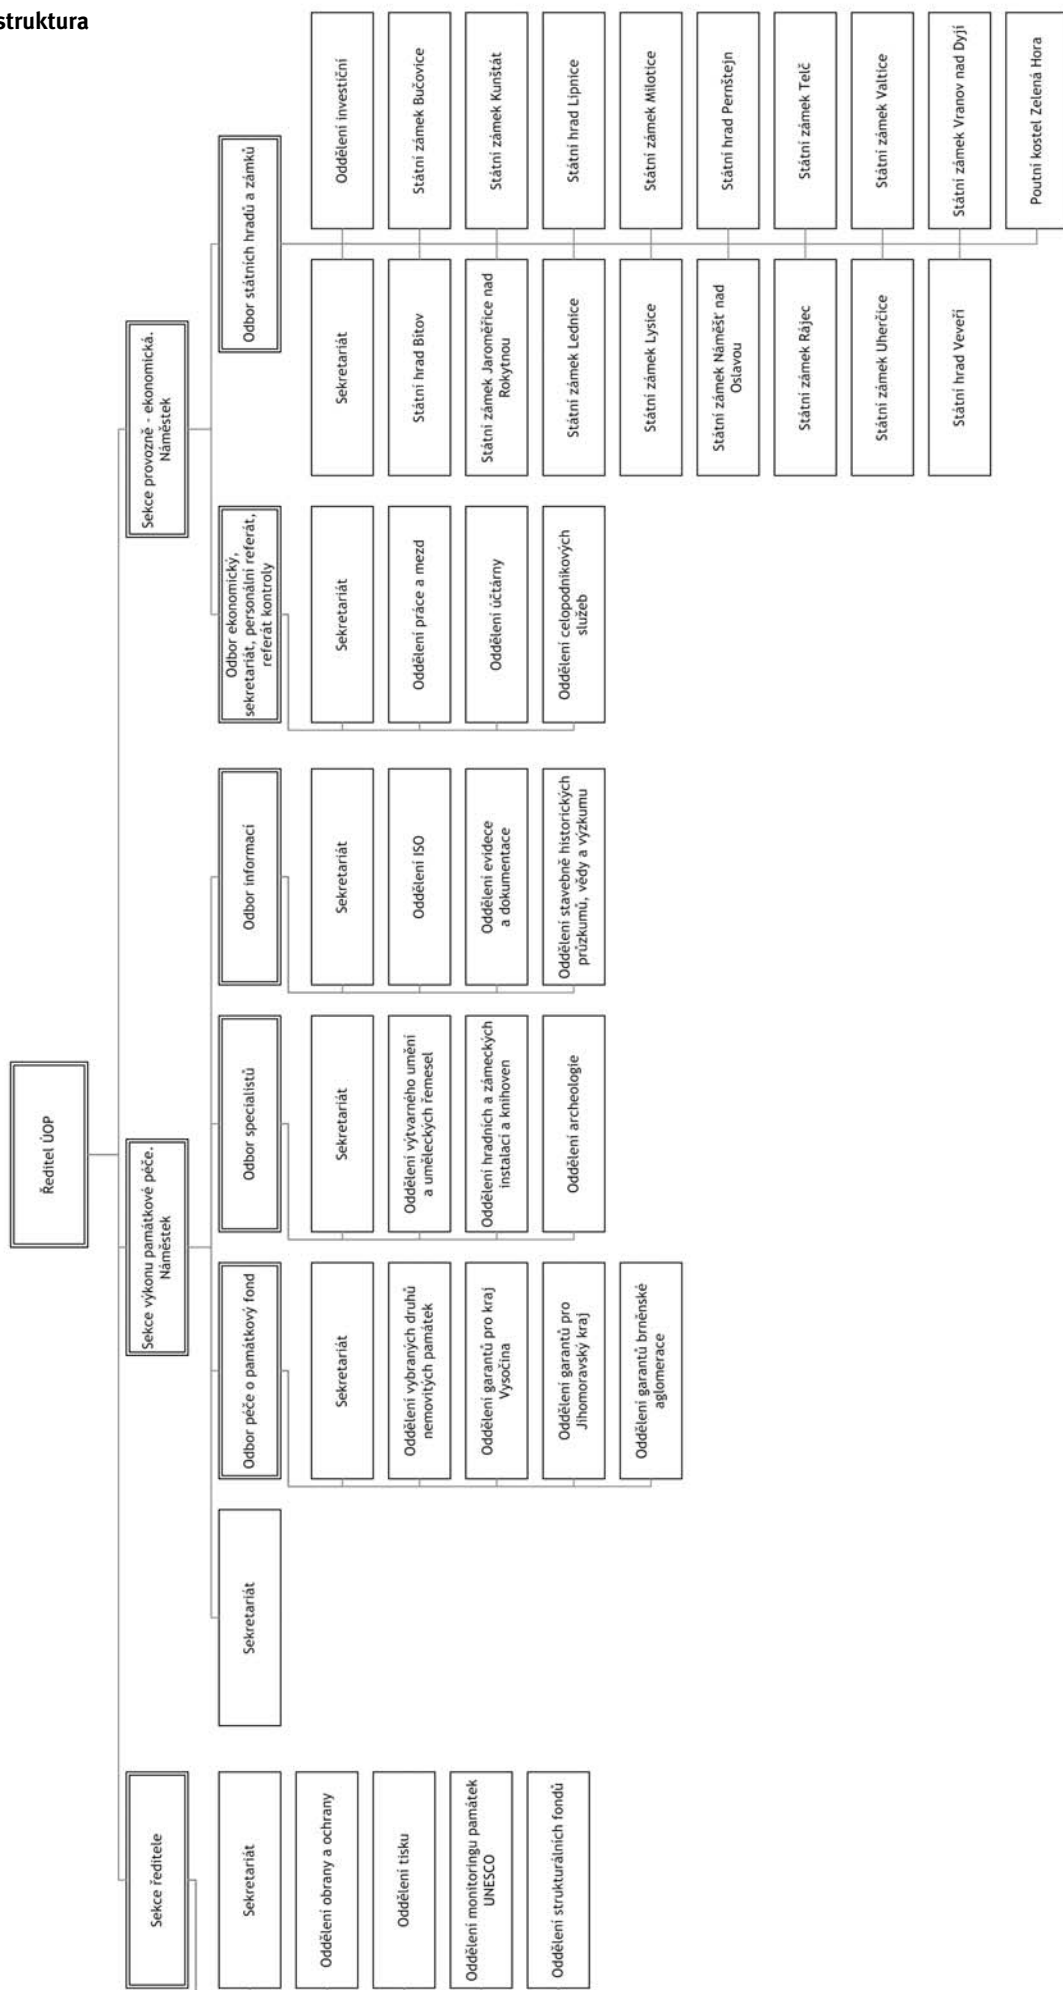 struktura
Ředitel ÚOP
Sekce ředitele
Sekretariát
Oddělení obrany a ochrany
Oddělení tisku
Oddělení monitoringu památek
UNESCO
Oddělení strukturálních fondů
Sekce výkonu památkové péče.
Náměstek
Sekretariát
Odbor péče o památkový fond
Sekretariát
Oddělení vybraných druhů
nemovitých památek
Oddělení garantů pro kraj
Vysočina
Oddělení garantů pro
Jihomoravský kraj
Oddělení garantů brněnské
aglomerace
Odbor specialistů
Sekretariát
Oddělení výtvarného umění
a uměleckých řemesel
Oddělení hradních a zámeckých
instalací a knihoven
Oddělení archeologie
Odbor informací
Sekretariát
Oddělení ISO
Oddělení evidece
a dokumentace
Oddělení stavebně historických
průzkumů, vědy a výzkumu
Sekce provozně - ekonomická.
Náměstek
Odbor ekonomický,
sekretariát, personální referát,
referát kontroly
Sekretariát
Oddělení práce a mezd
Oddělení účtárny
Oddělení celopodnikových
služeb
Odbor státních hradů a zámků
Sekretariát
Oddělení investiční
Státní hrad Bítov
Státní zámek Bučovice
Státní zámek Jaroměřice nad
Rokytnou
Státní zámek Kunštát
Státní zámek Lednice
Státní hrad Lipnice
Státní zámek Lysice
Státní zámek Milotice
Státní zámek Náměšť nad
Oslavou
Státní hrad Pernštejn
Státní zámek Rájec
Státní zámek Telč
Státní zámek Uherčice
Státní zámek Valtice
Státní hrad Veveří
Státní zámek Vranov nad Dyjí
Poutní kostel Zelená Hora